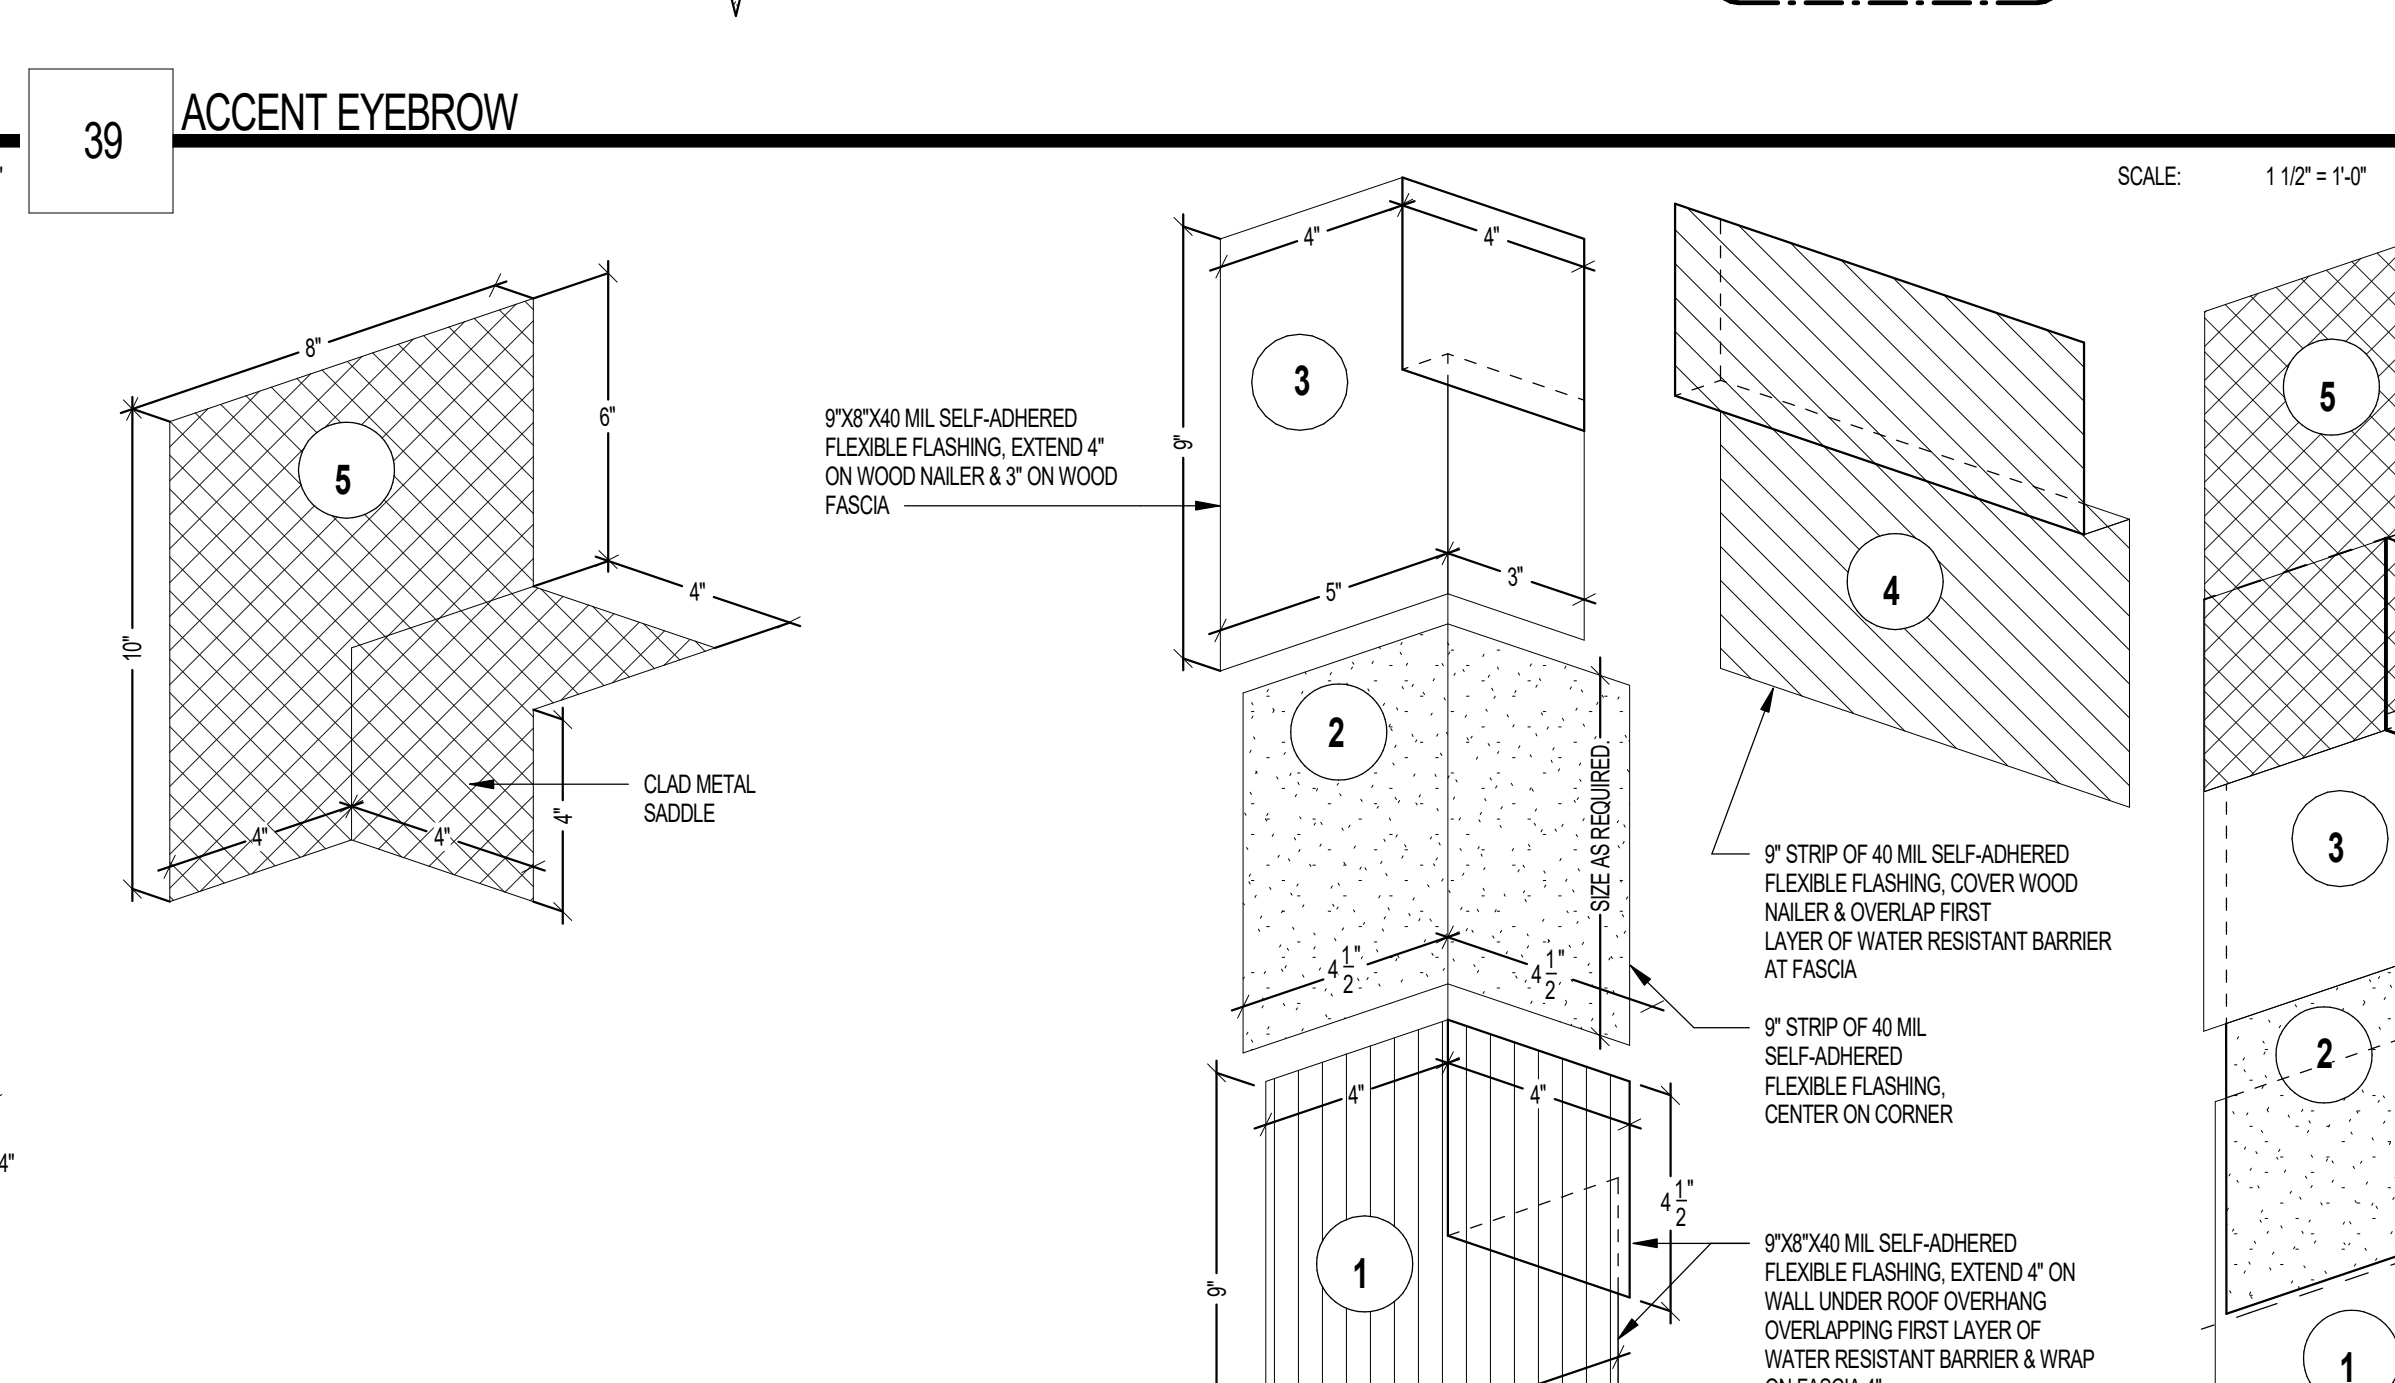 39
ACCENT EYEBROW
SCALE: 1 1/2" = 1'-0"
8"
6"
5
10"
4"
4"
4"
4"
CLAD METAL
SADDLE
9"X8"X40 MIL SELF-ADHERED
FLEXIBLE FLASHING, EXTEND 4"
ON WOOD NAILER & 3" ON WOOD
FASCIA
4"
4"
9"
3
5"
3"
2
SIZE AS REQUIRED.
4 1/2"
4 1/2"
4"
4"
4 1/2"
9"
1
4
9" STRIP OF 40 MIL SELF-ADHERED
FLEXIBLE FLASHING, COVER WOOD
NAILER & OVERLAP FIRST
LAYER OF WATER RESISTANT BARRIER
AT FASCIA
9" STRIP OF 40 MIL
SELF-ADHERED
FLEXIBLE FLASHING,
CENTER ON CORNER
9"X8"X40 MIL SELF-ADHERED
FLEXIBLE FLASHING, EXTEND 4" ON
WALL UNDER ROOF OVERHANG
OVERLAPPING FIRST LAYER OF
WATER RESISTANT BARRIER & WRAP
5
3
2
1
4"